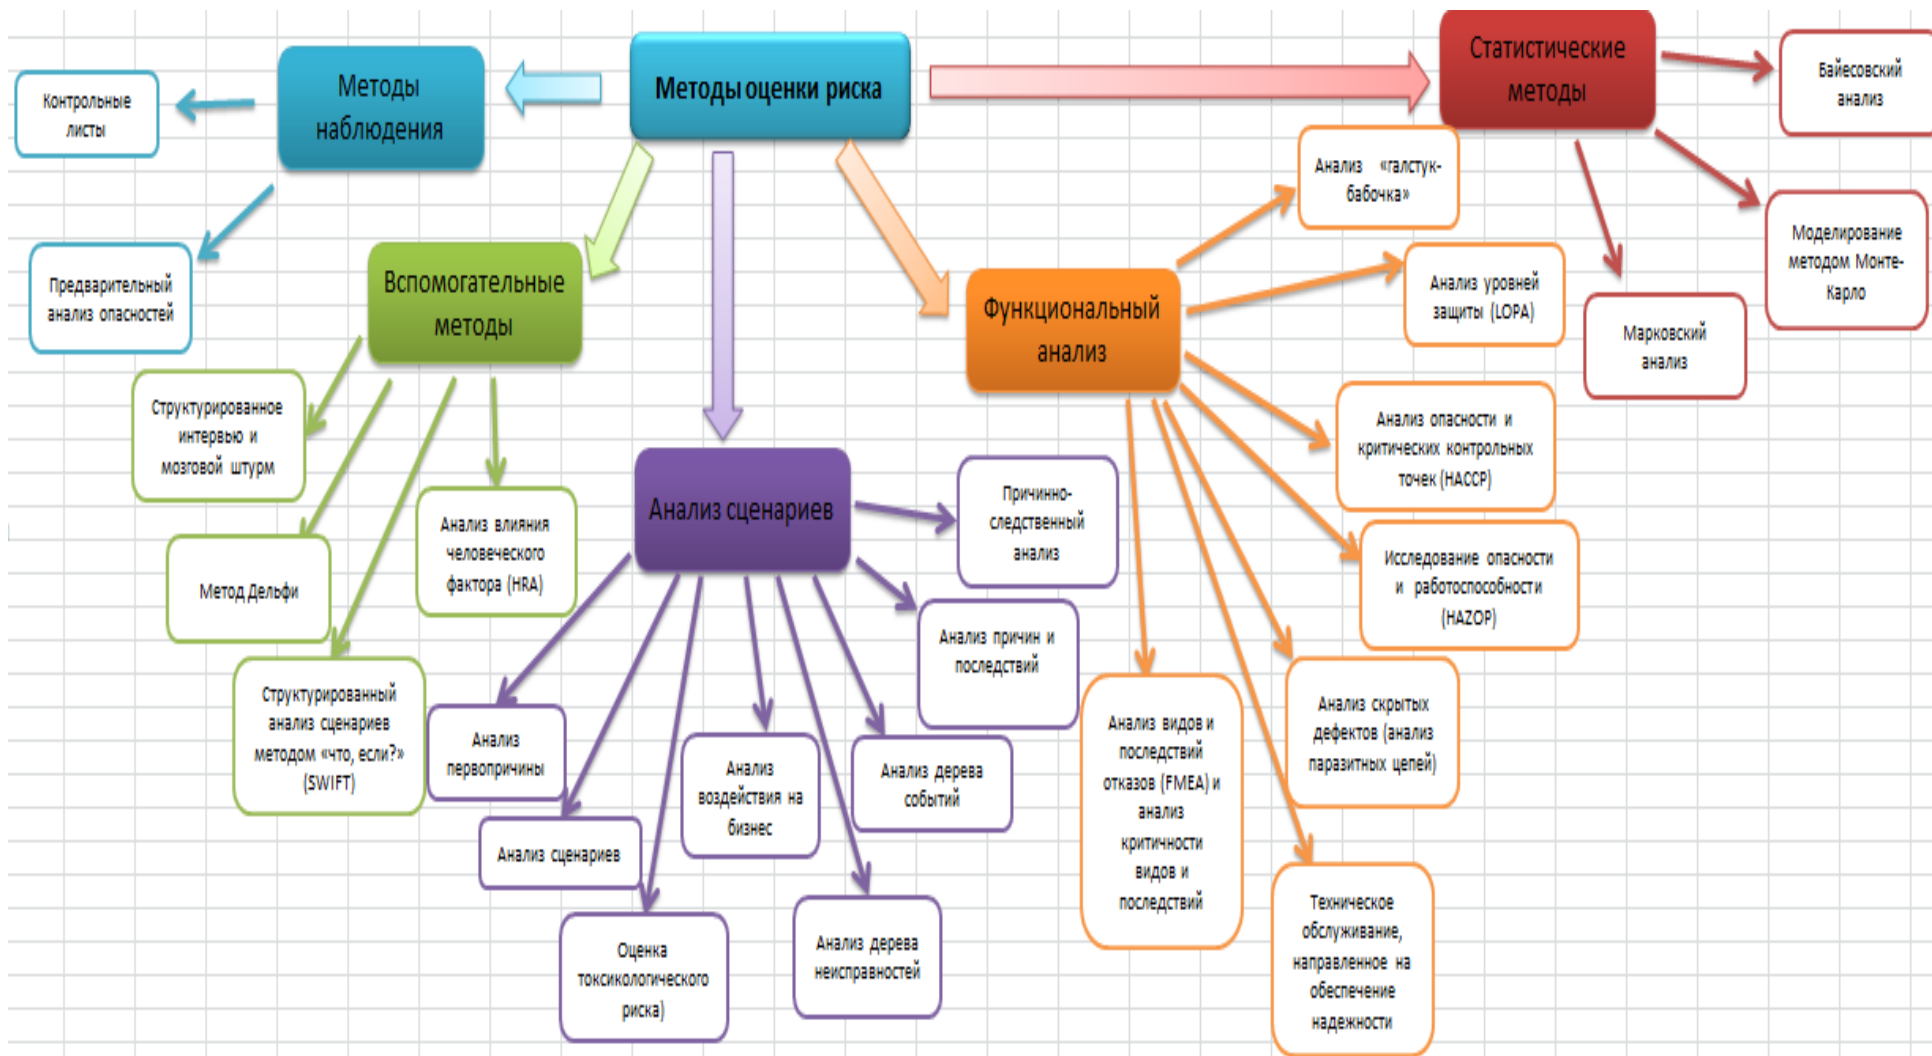 Методы оценки риска
Методы
наблюдения
Контрольные
листы
Предварительный
анализ опасностей
Вспомогательные
методы
Структурированное
интервью и
мозговой штурм
Метод Дельфи
Структурированный
анализ сценариев
методом «что, если?»
(SWIFT)
Анализ влияния
человеческого
фактора (HRA)
Анализ сценариев
Причинно-
следственный
анализ
Анализ причин и
последствий
Анализ
первопричины
Анализ сценариев
Оценка
токсикологического
риска)
Анализ
воздействия на
бизнес
Анализ дерева
событий
Анализ дерева
неисправностей
Функциональный
анализ
Анализ «галстук-
бабочка»
Анализ уровней
защиты (LOPA)
Анализ опасности и
критических контрольных
точек (HACCP)
Исследование опасности
и работоспособности
(HAZOP)
Анализ скрытых
дефектов (анализ
паразитных цепей)
Анализ видов и
последствий
отказов (FMEA) и
анализ
критичности
видов и
последствий
Техническое
обслуживание,
направленное на
обеспечение
надежности
Статистические
методы
Байесовский
анализ
Моделирование
методом Монте-
Карло
Марковский
анализ